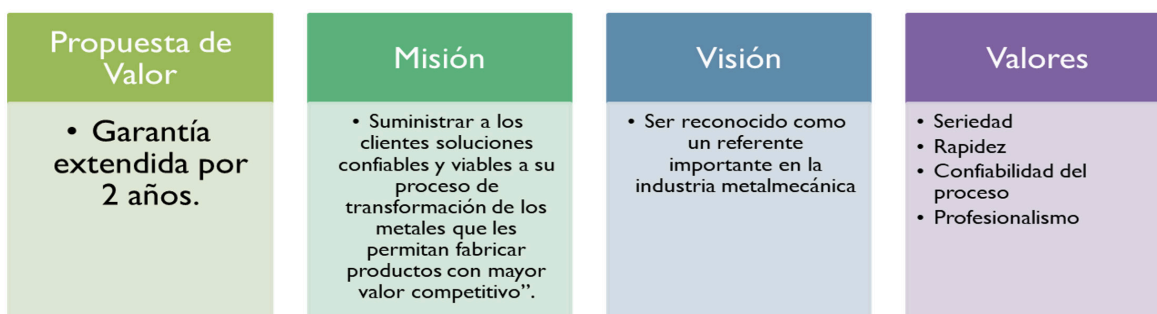 Propuesta de
Valor
• Garantía
extendida por
2 años.
Misión
• Suministrar a los
clientes soluciones
confiables y viables a su
proceso de
transformación de los
metales que les
permitan fabricar
productos con mayor
valor competitivo”.
Visión
• Ser reconocido como
un referente
importante en la
industria metalmecánica
Valores
• Seriedad
• Rapidez
• Confiabilidad del
proceso
• Profesionalismo